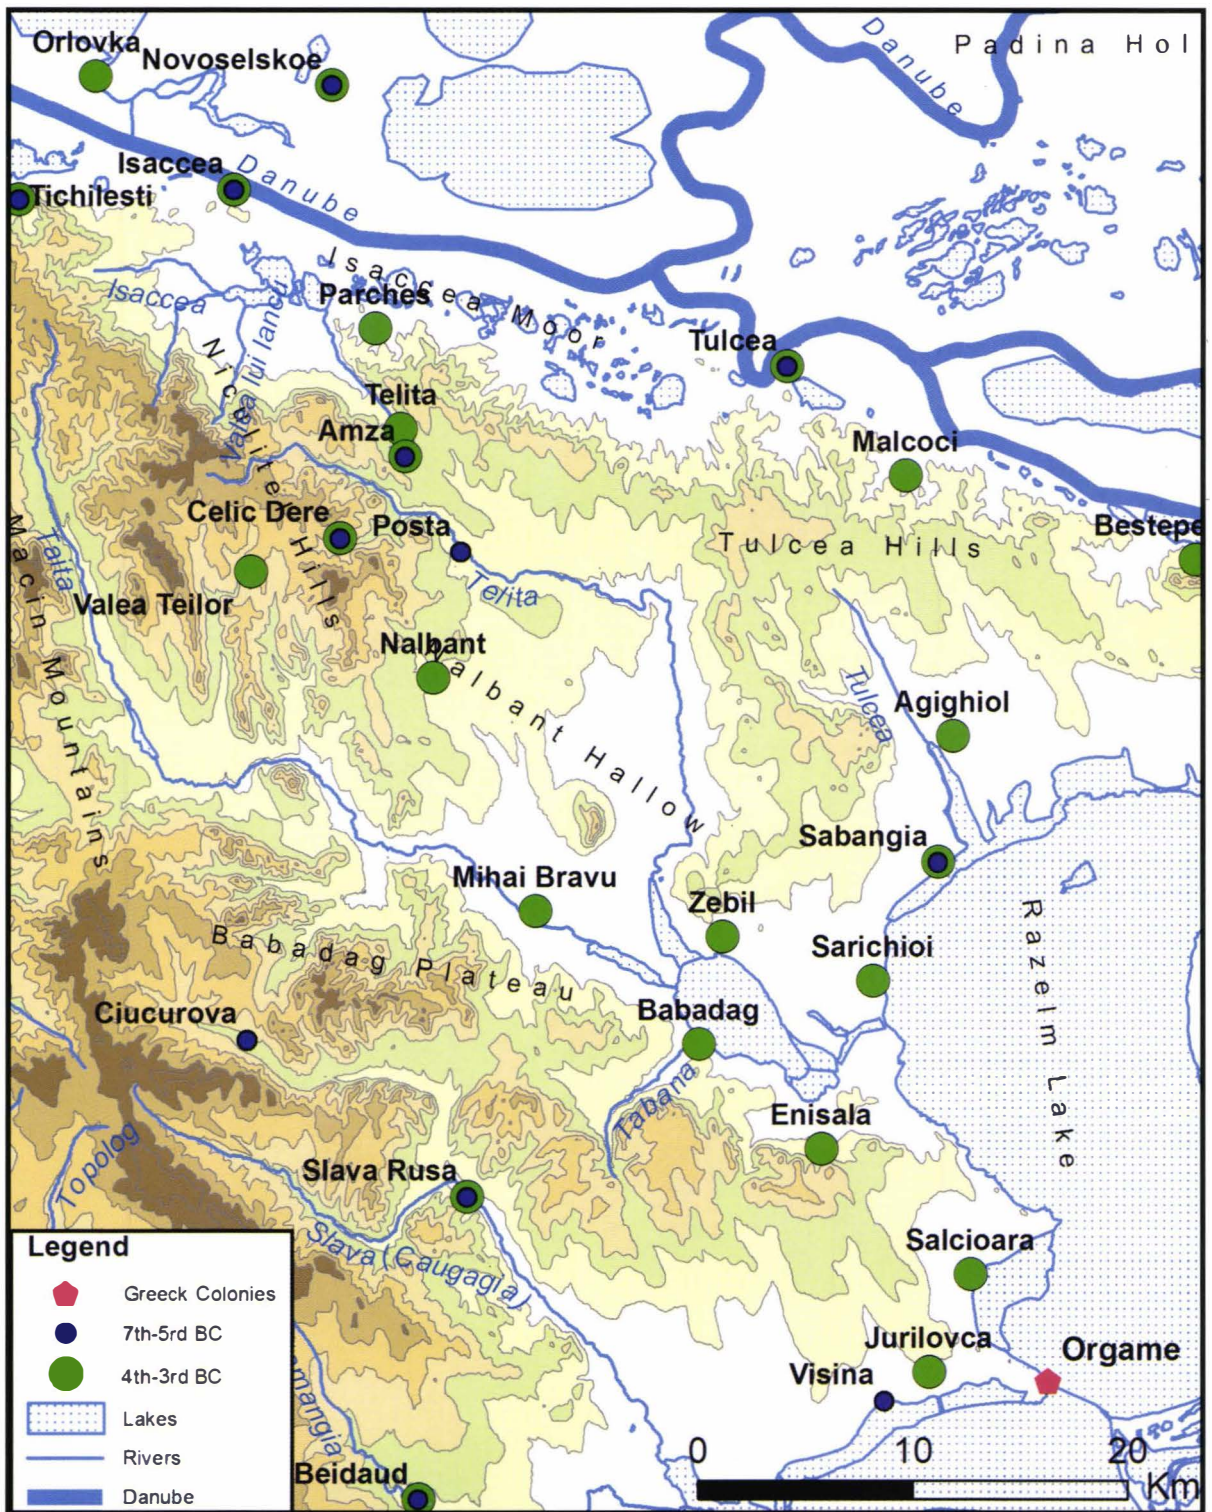 Orlovka
Novoselskoe
Danube
Padina Hol
Isaccea
Danube
Tichilesti
Isaccea Moor
Isaccea
Parches
Valea lui Iancu
Tulcea
Niculitel Hills
Telita
Amza
Malcoci
Celic Dere
Posta
Tulcea Hills
Bestepe
Macin Mountains
Taita
Telita
Valea Teilor
Nalbant
Nalbant Hallow
Tulcea
Agighiol
Sabangia
Mihai Bravu
Zebil
Razelm Lake
Babadag Plateau
Sarichioi
Ciucurova
Babadag
Tabana
Enisala
Topolog
Slava Rusa
Slava (Caugagia)
Salcioara
Jurilovca
Orgame
Visina
Legend
Greeck Colonies
7th-5rd BC
4th-3rd BC
Lakes
Rivers
Danube
amangia
Beidaud
0 10 20
Km